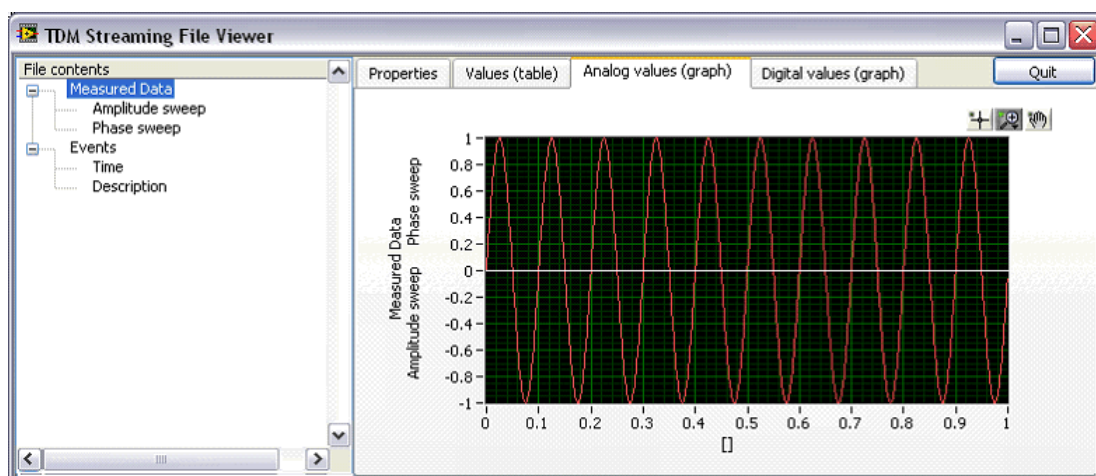 TDM Streaming File Viewer
File contents
Measured Data
Amplitude sweep
Phase sweep
Events
Time
Description
Properties
Values (table)
Analog values (graph)
Digital values (graph)
Quit
Measured Data
Phase sweep
Amplitude sweep
1
0.8
0.6
0.4
0.2
0
-0.2
-0.4
-0.6
-0.8
-1
0 0.1 0.2 0.3 0.4 0.5 0.6 0.7 0.8 0.9 1
[]